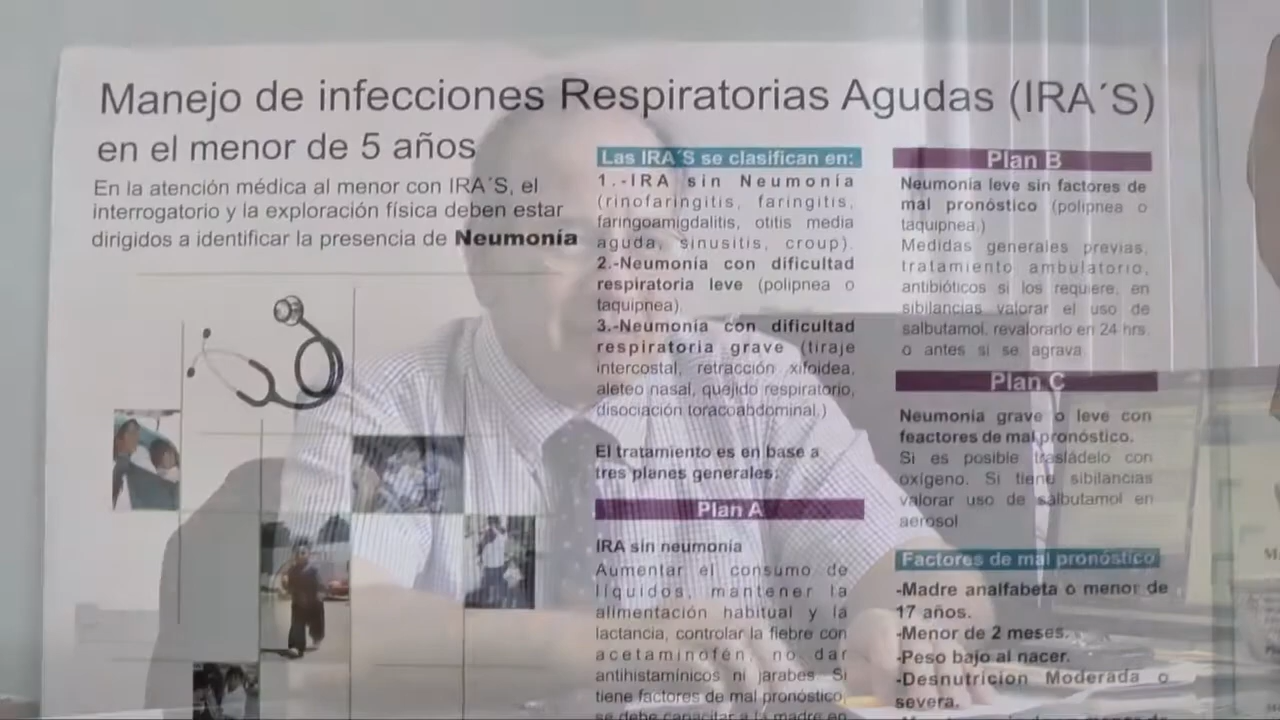 Manejo de infecciones Respiratorias Agudas (IRA´S)
en el menor de 5 años
En la atención médica al menor con IRA´S, el
interrogatorio y la exploración física deben estar
dirigidos a identificar la presencia de Neumonía
Las IRA´S se clasifican en:
1.-IRA sin Neumonía
(rinofaringitis, faringitis,
faringoamigdalitis, otitis media
aguda, sinusitis, croup).
2.-Neumonía con dificultad
respiratoria leve (polipnea o
taquipnea).
3.-Neumonía con dificultad
respiratoria grave (tiraje
intercostal, retracción xifoidea,
aleteo nasal, quejido respiratorio,
disociación toracoabdominal.)
El tratamiento es en base a
tres planes generales:
Plan A
IRA sin neumonía
Aumentar el consumo de
líquidos, mantener la
alimentación habitual y la
lactancia, controlar la fiebre con
acetaminofén, no dar
antihistamínicos ni jarabes Si
tiene factores de mal pronóstico,
se debe capacitar a la madre en
Plan B
Neumonía leve sin factores de
mal pronóstico (polipnea o
taquipnea.)
Medidas generales previas,
tratamiento ambulatorio,
antibióticos si los requiere, en
sibilancias valorar el uso de
salbutamol, revalorarlo en 24 hrs.
o antes si se agrava
Plan C
Neumonía grave o leve con
feactores de mal pronóstico.
Si es posible trasládelo con
oxígeno. Si tiene sibilancias
valorar uso de salbutamol en
aerosol
Factores de mal pronóstico
-Madre analfabeta o menor de
17 años.
-Menor de 2 meses.
-Peso bajo al nacer.
-Desnutricion Moderada o
severa.